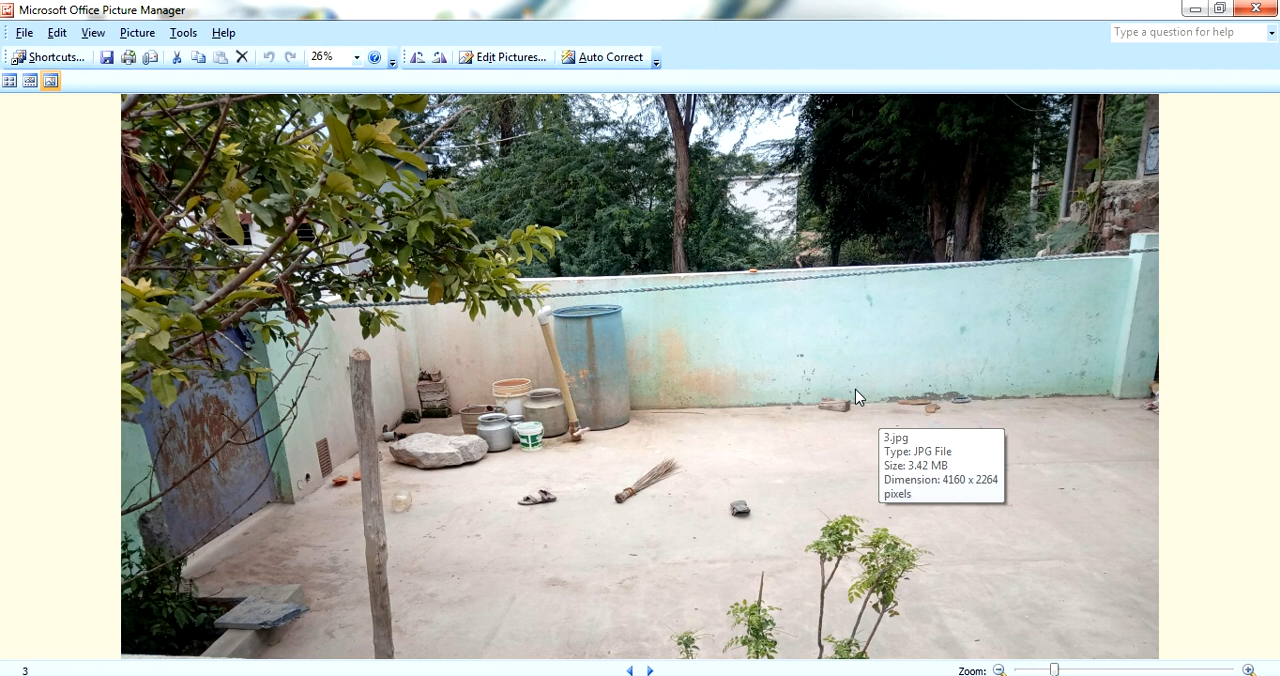 Microsoft Office Picture Manager
File Edit View Picture Tools Help
Type a question for help
Shortcuts... 26% Edit Pictures... Auto Correct
3.jpg
Type: JPG File
Size: 3.42 MB
Dimension: 4160 x 2264
pixels
3 Zoom: